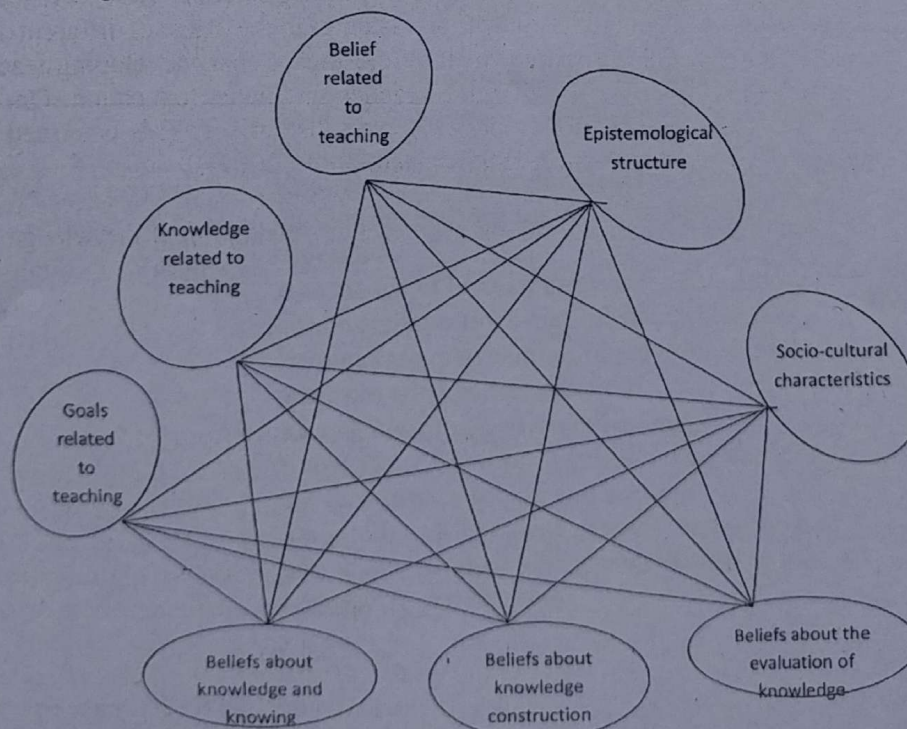 Belief
related
to
teaching
Epistemological
structure
Knowledge
related to
teaching
Socio-cultural
characteristics
Goals
related
to
teaching
Beliefs about
knowledge and
knowing
Beliefs about
knowledge
construction
Beliefs about the
evaluation of
knowledge